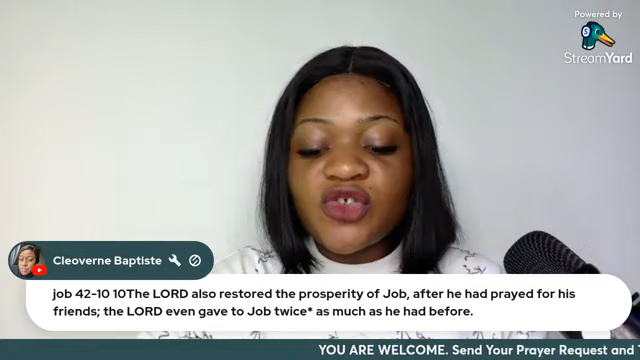 Powered by
StreamYard
Cleoverne Baptiste
job 42-10 10The LORD also restored the prosperity of Job, after he had prayed for his
friends; the LORD even gave to Job twice* as much as he had before.
YOU ARE WELCOME. Send Your Prayer Request and